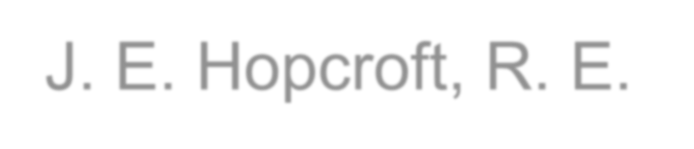 J. E. Hopcroft, R. E.